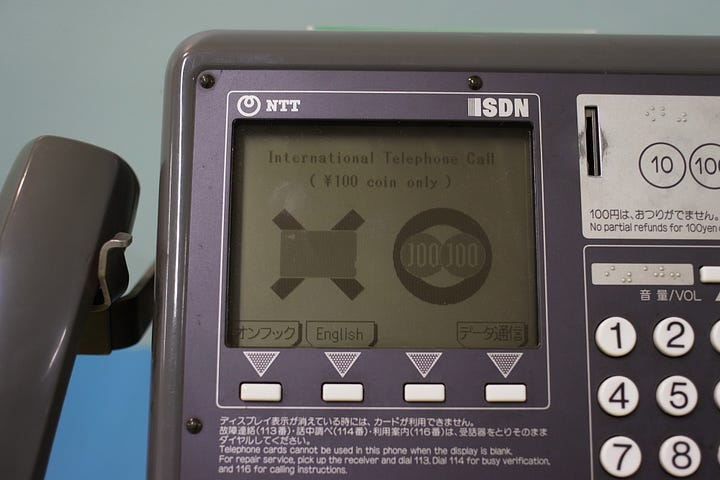 NTT
ISDN
International Telephone Call
( ¥100 coin only )
100 100
オンフック English データ通信
10 100
100円は、おつりがでません。
No partial refunds for 100yen
音量/VOL
1 2
4 5
7 8
ディスプレイ表示が消えている時には、カードが利用できません。
故障連絡(113番)・話中調べ(114番)・利用案内(116番)は、受話器をとりそのまま
ダイヤルしてください。
Telephone cards cannot be used in this phone when the display is blank.
For repair service, pick up the receiver and dial 113. Dial 114 for busy verification,
and 116 for calling instructions.